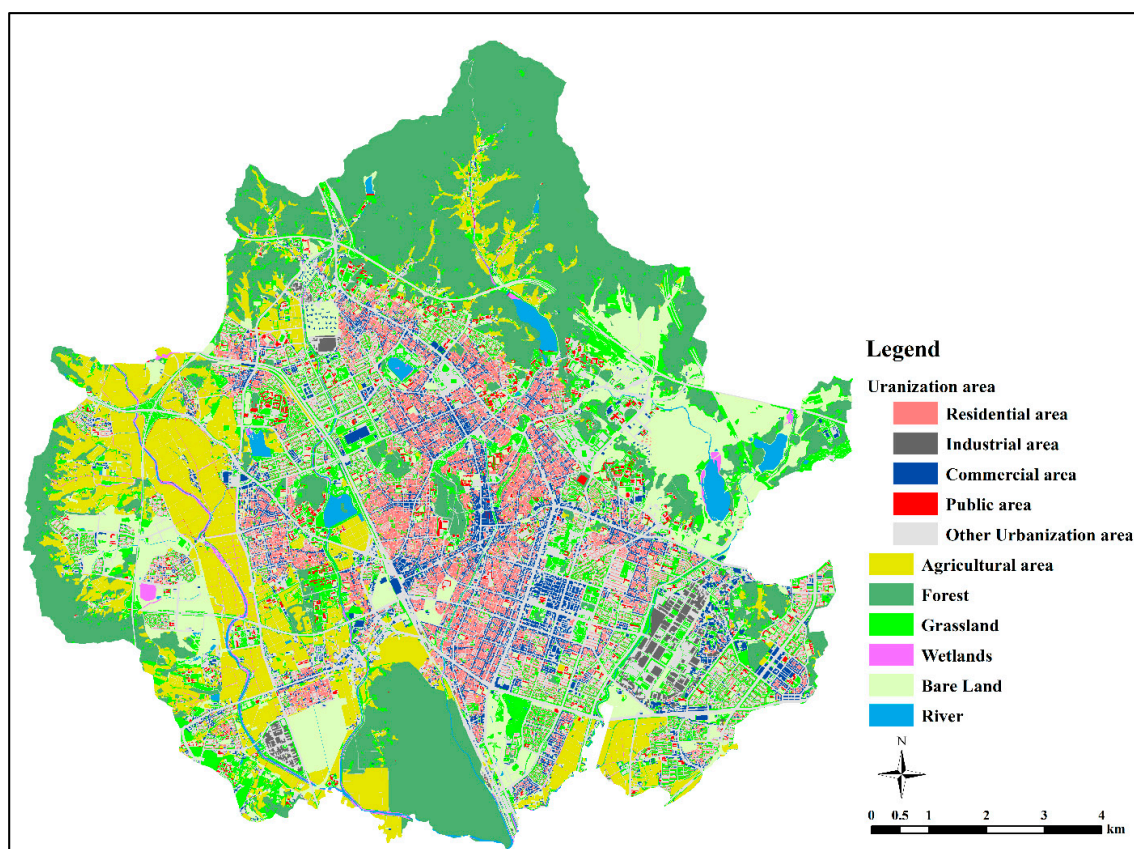 Legend
Uranization area
Residential area
Industrial area
Commercial area
Public area
Other Urbanization area
Agricultural area
Forest
Grassland
Wetlands
Bare Land
River
N
0 0.5 1 2 3 4
km